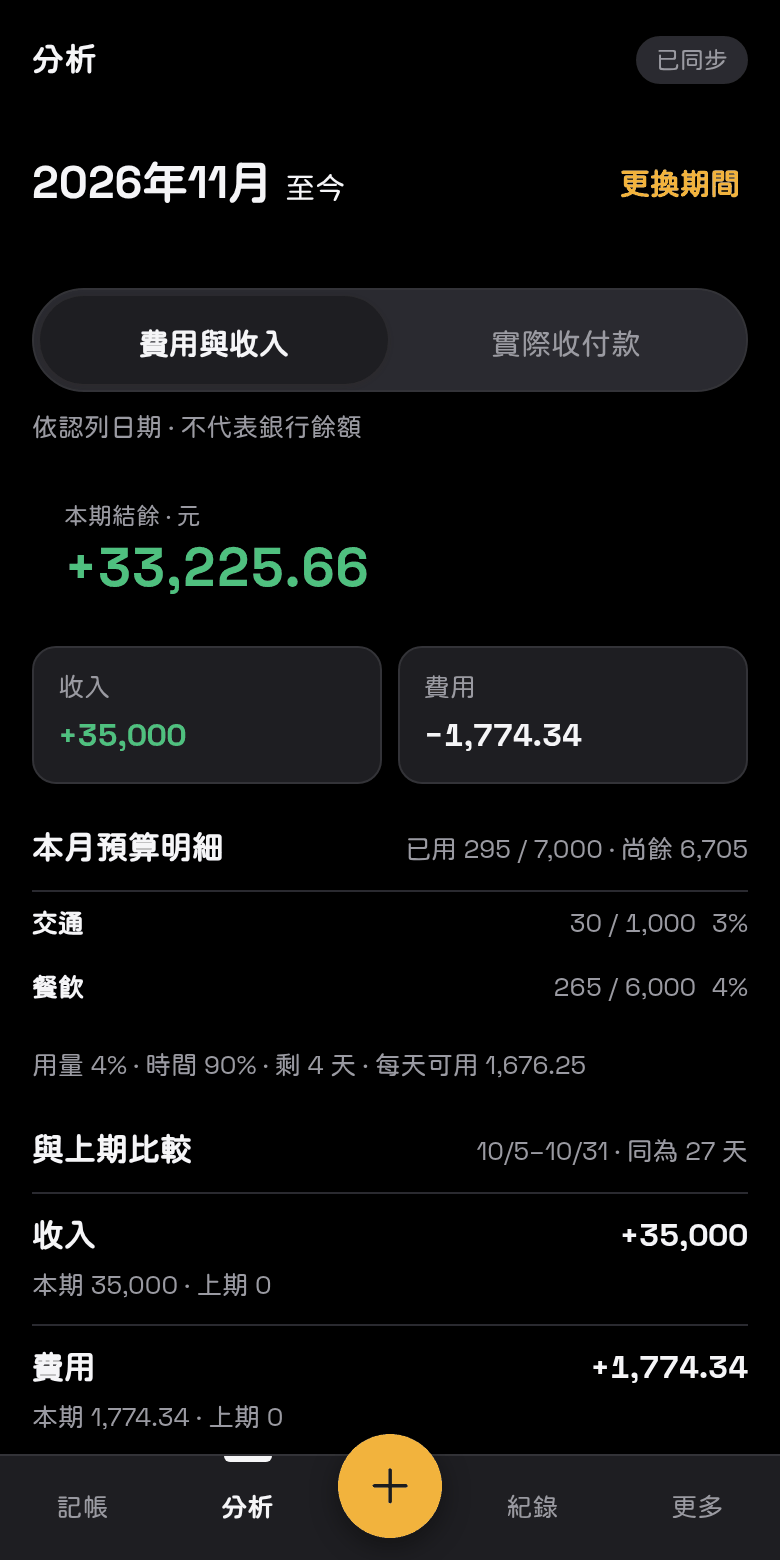 分析
已同步
2026年11月 至今
更換期間
費用與收入
實際收付款
依認列日期 · 不代表銀行餘額
本期結餘 · 元
+33,225.66
收入
+35,000
費用
−1,774.34
本月預算明細
已用 295 / 7,000 · 尚餘 6,705
交通
30 / 1,000 3%
餐飲
265 / 6,000 4%
用量 4% · 時間 90% · 剩 4 天 · 每天可用 1,676.25
與上期比較
10/5–10/31 · 同為 27 天
收入
+35,000
本期 35,000 · 上期 0
費用
+1,774.34
本期 1,774.34 · 上期 0
記帳
分析
紀錄
更多